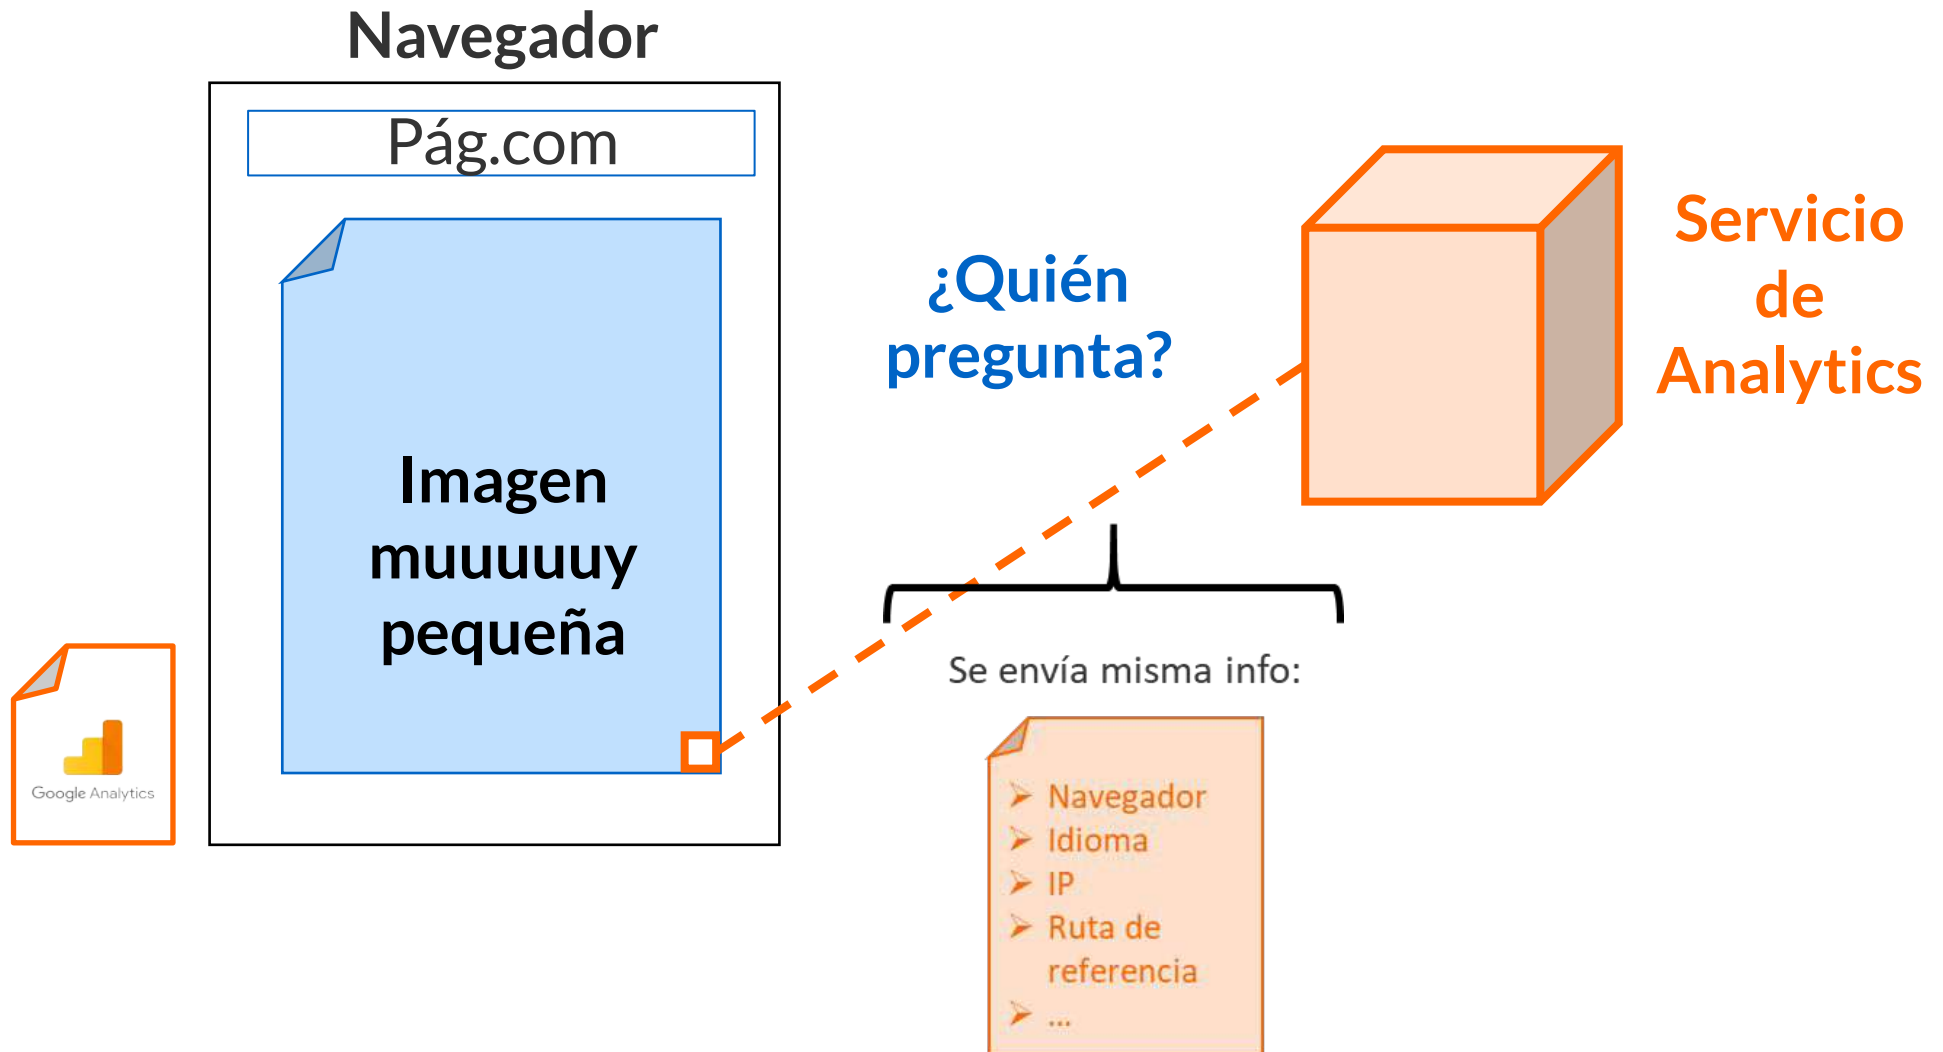 Navegador
Pág.com
Imagen
muuuuuy
pequeña
Google Analytics
¿Quién
pregunta?
Servicio
de
Analytics
Se envía misma info:
➢ Navegador
➢ Idioma
➢ IP
➢ Ruta de
referencia
➢ ...